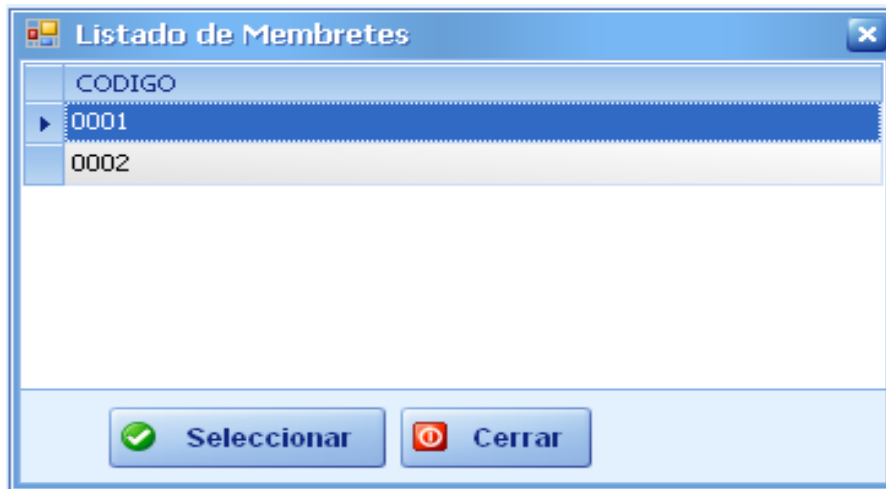 Listado de Membretes
CODIGO
0001
0002
Seleccionar Cerrar